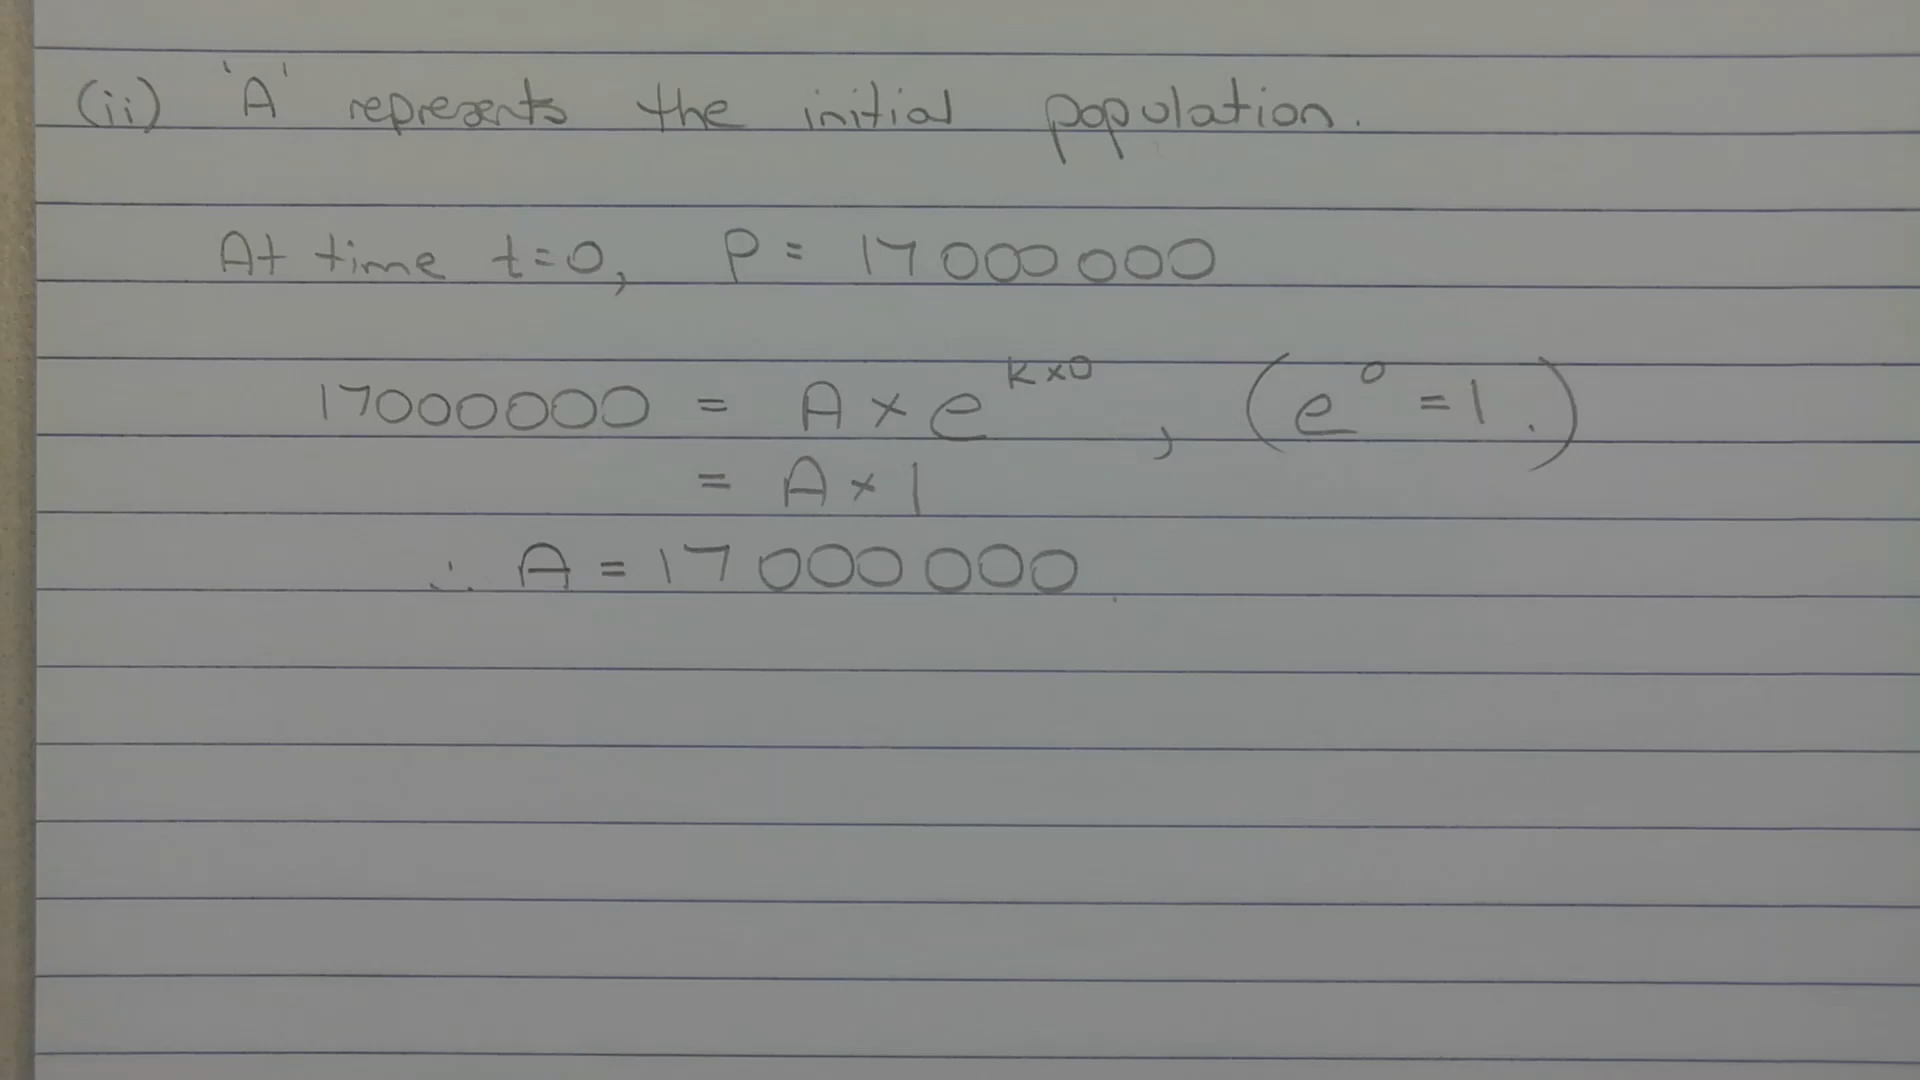 (ii) 'A' represents the initial population.
At time t=0, P = 17 000 000
17000000 = A × e^{k×0}, (e^0 = 1.)
= A × 1
∴ A = 17 000 000